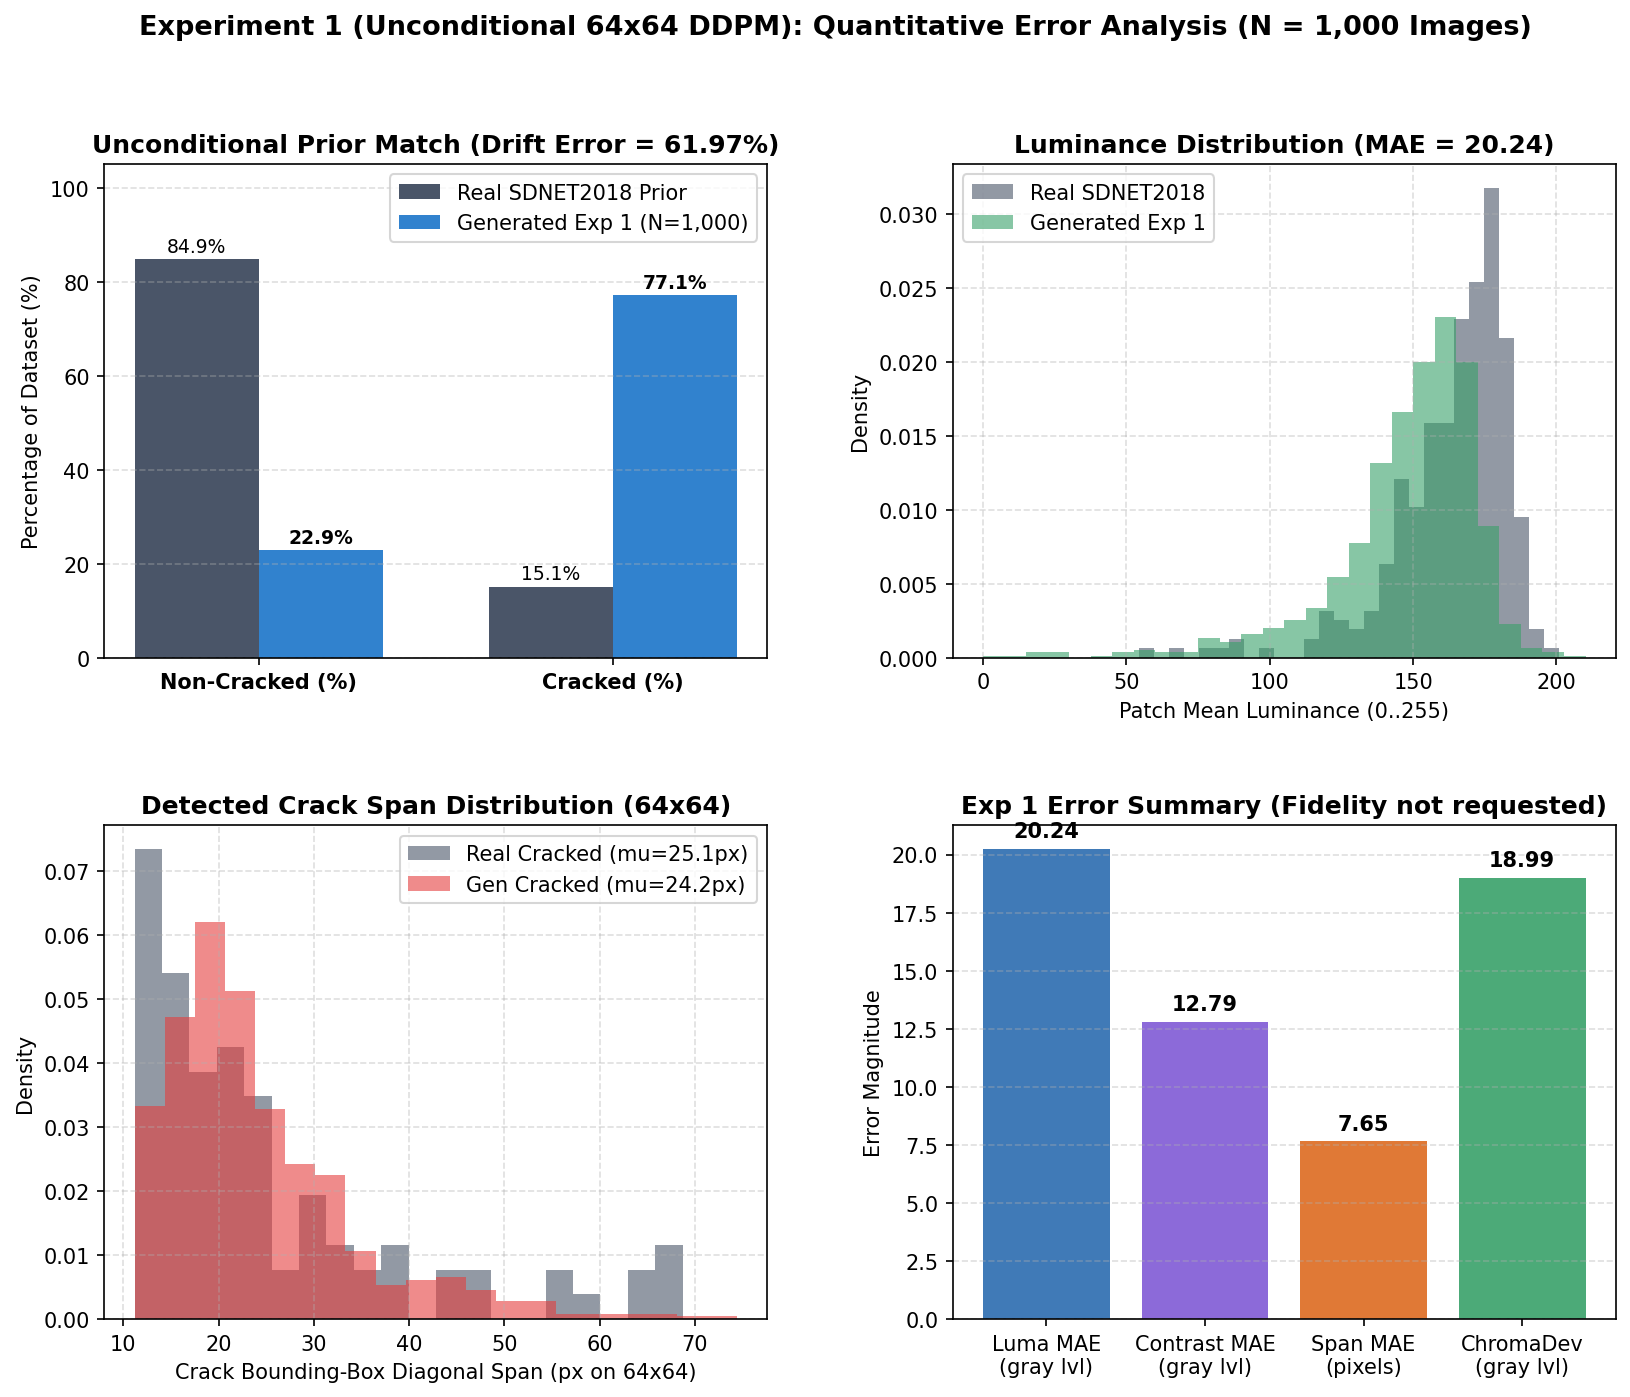 Experiment 1 (Unconditional 64x64 DDPM): Quantitative Error Analysis (N = 1,000 Images)
Unconditional Prior Match (Drift Error = 61.97%)
Percentage of Dataset (%)
100
80
60
40
20
0
Real SDNET2018 Prior
Generated Exp 1 (N=1,000)
84.9%
22.9%
15.1%
77.1%
Non-Cracked (%)
Cracked (%)
Luminance Distribution (MAE = 20.24)
Density
0.030
0.025
0.020
0.015
0.010
0.005
0.000
Real SDNET2018
Generated Exp 1
0
50
100
150
200
Patch Mean Luminance (0..255)
Detected Crack Span Distribution (64x64)
Density
0.07
0.06
0.05
0.04
0.03
0.02
0.01
0.00
Real Cracked (mu=25.1px)
Gen Cracked (mu=24.2px)
10
20
30
40
50
60
70
Crack Bounding-Box Diagonal Span (px on 64x64)
Exp 1 Error Summary (Fidelity not requested)
Error Magnitude
20.0
17.5
15.0
12.5
10.0
7.5
5.0
2.5
0.0
20.24
12.79
7.65
18.99
Luma MAE
(gray lvl)
Contrast MAE
(gray lvl)
Span MAE
(pixels)
ChromaDev
(gray lvl)